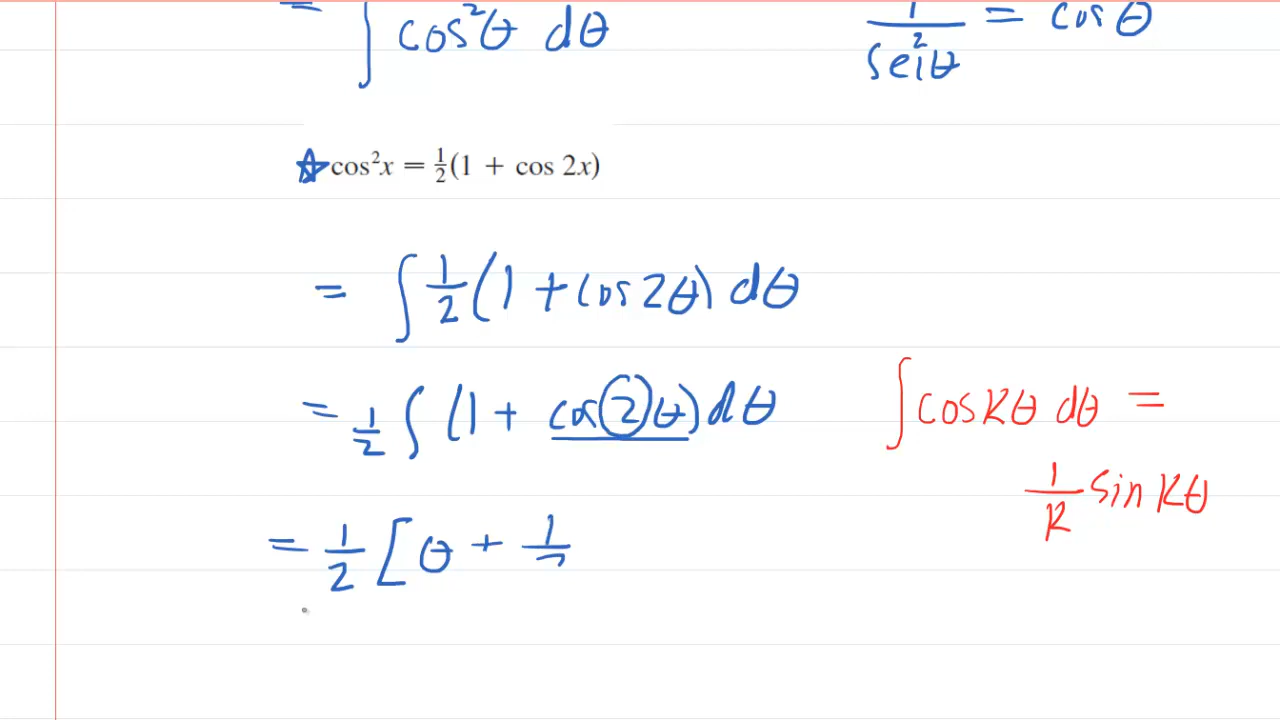 = ∫ cos²θ dθ
1/sec²θ = cos θ
☆ cos²x = ½(1 + cos 2x)
= ∫ 1/2 (1 + cos 2θ) dθ
= 1/2 ∫ (1 + cos 2θ) dθ
∫ cos kθ dθ =
1/k sin kθ
= 1/2 [ θ + 1/2